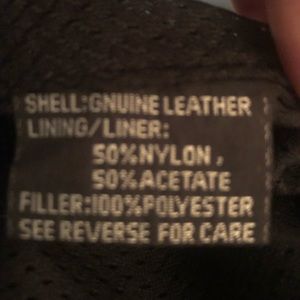 SHELL:GNUINE LEATHER
LINING/LINER:
50%NYLON,
50%ACETATE
FILLER:100%POLYESTER
SEE REVERSE FOR CARE